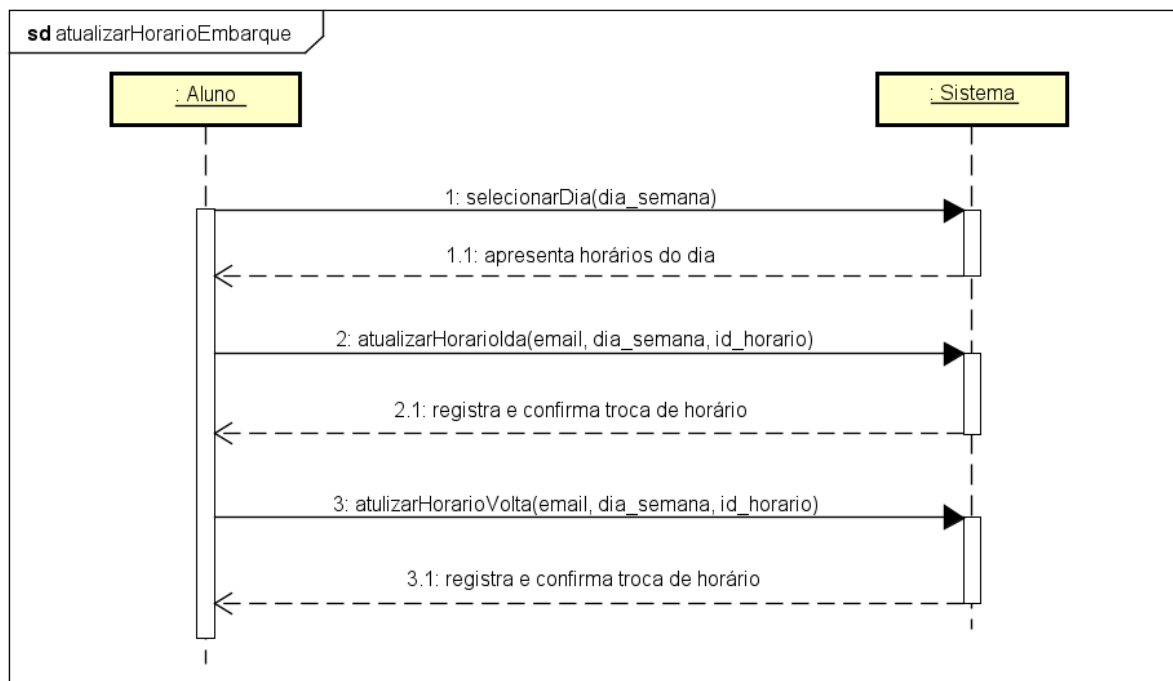 sd atualizarHorarioEmbarque
: Aluno
: Sistema
1: selecionarDia(dia_semana)
1.1: apresenta horários do dia
2: atualizarHorarioIda(email, dia_semana, id_horario)
2.1: registra e confirma troca de horário
3: atulizarHorarioVolta(email, dia_semana, id_horario)
3.1: registra e confirma troca de horário